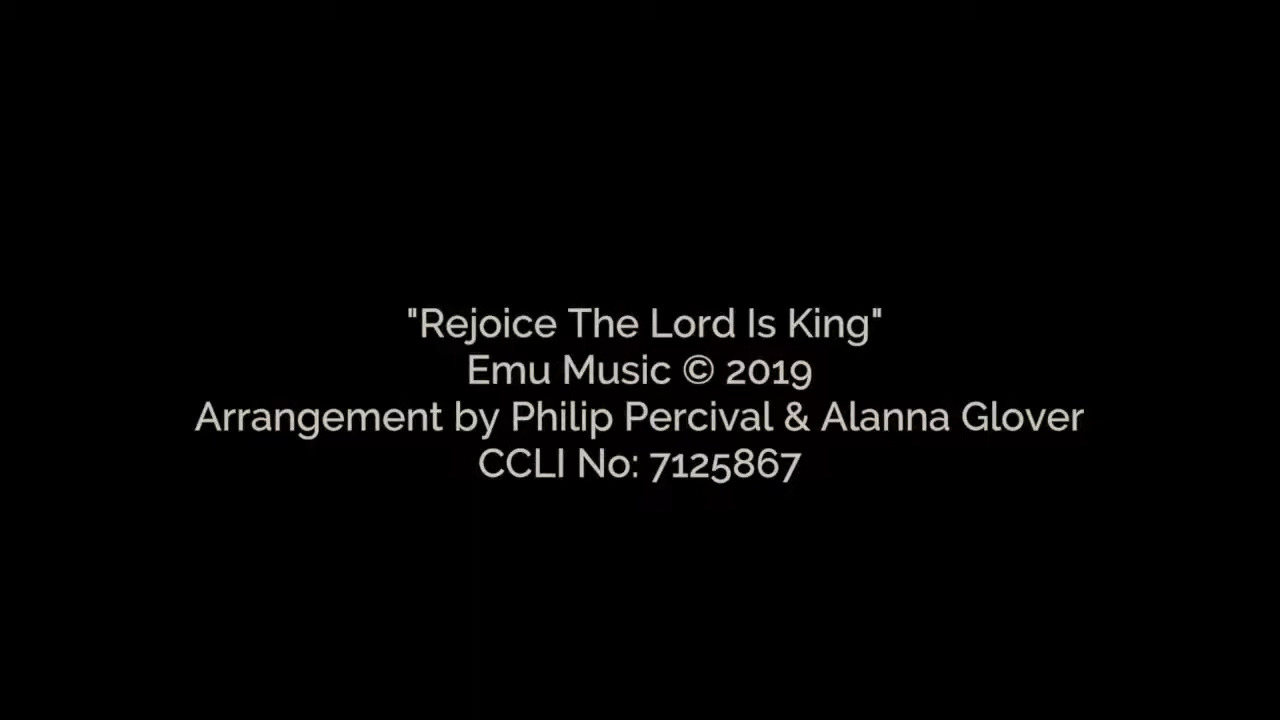 "Rejoice The Lord Is King"
Emu Music © 2019
Arrangement by Philip Percival & Alanna Glover
CCLI No: 7125867